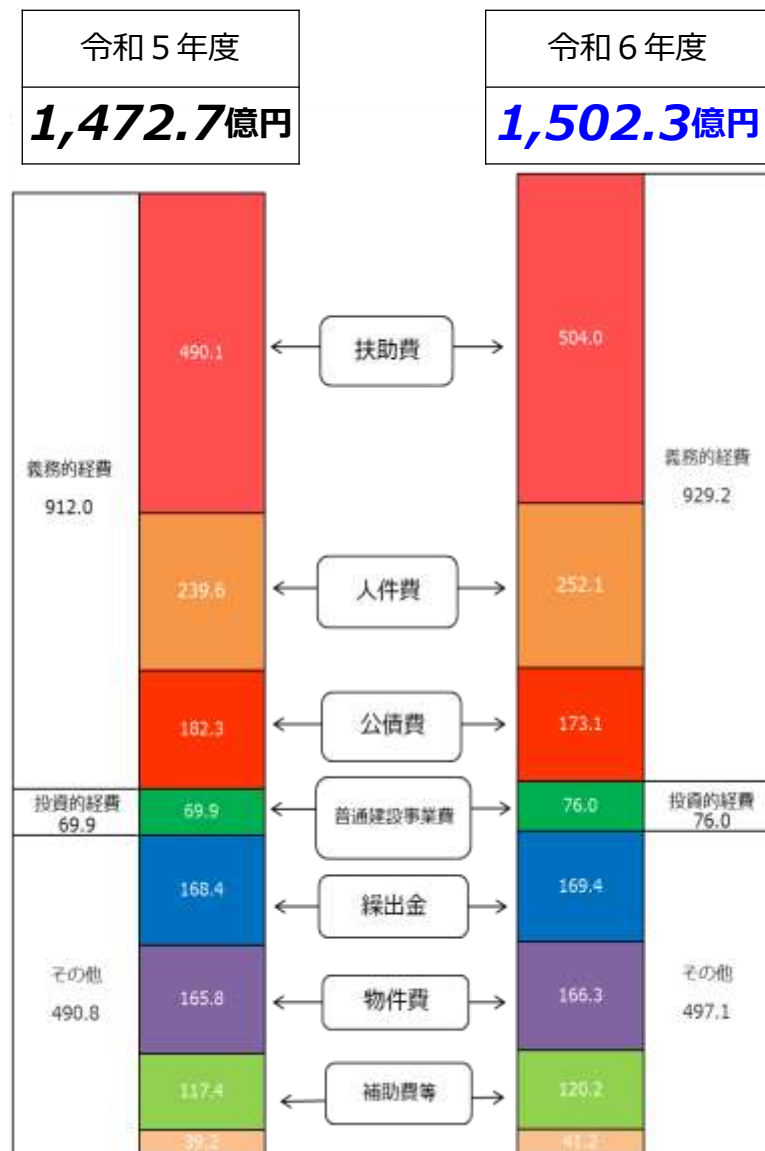 令和５年度
1,472.7億円
令和６年度
1,502.3億円
義務的経費
912.0
490.1
扶助費
504.0
義務的経費
929.2
239.6
人件費
252.1
182.3
公債費
173.1
投資的経費
69.9
69.9
普通建設事業費
76.0
投資的経費
76.0
168.4
繰出金
169.4
その他
490.8
165.8
物件費
166.3
その他
497.1
117.4
補助費等
120.2
39.2
41.2